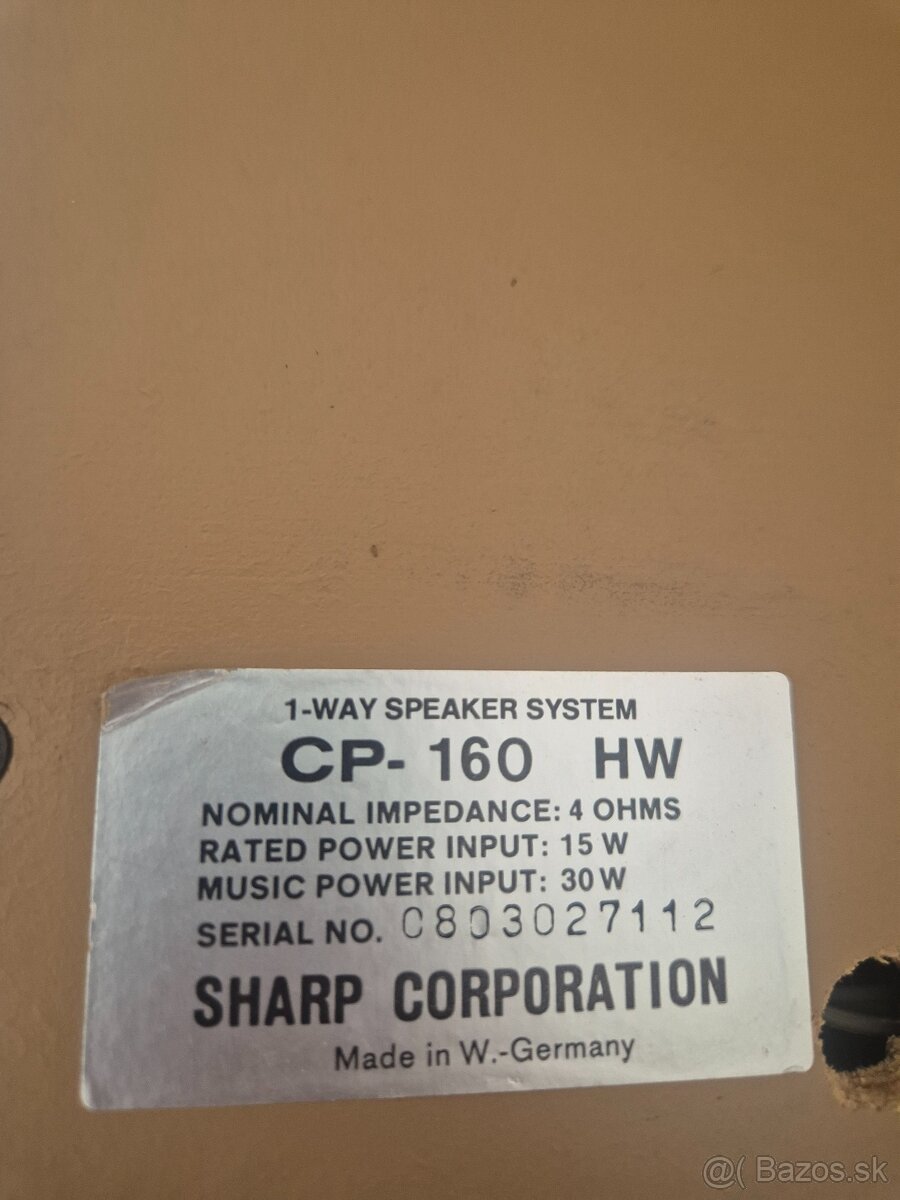 1-WAY SPEAKER SYSTEM
CP- 160 HW
NOMINAL IMPEDANCE: 4 OHMS
RATED POWER INPUT: 15 W
MUSIC POWER INPUT: 30 W
SERIAL NO. C803027112
SHARP CORPORATION
Made in W.-Germany
@( Bazos.sk